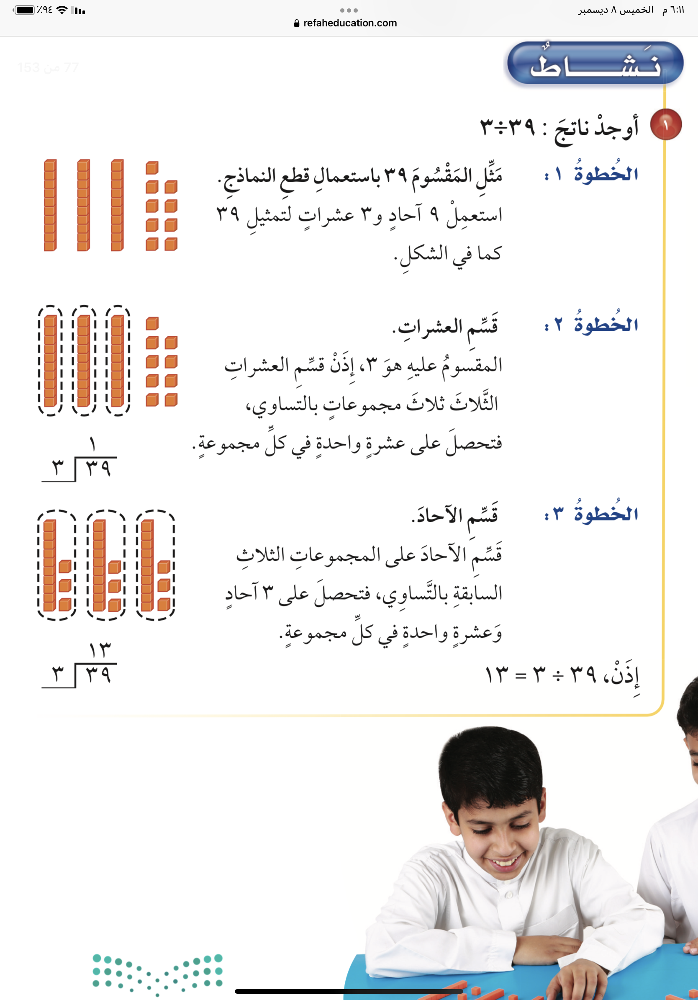 ٦:١١ م الخميس ٨ ديسمبر
٩٤٪
refaheducation.com
77 من 153
نَشَاطٌ
١ أوجدْ ناتجَ : ٣٩÷٣
الخُطوةُ ١ : مَثِّلِ المَقْسُومَ ٣٩ باستعمالِ قطعِ النماذجِ.
استعمِلْ ٩ آحادٍ و٣ عشراتٍ لتمثيلِ ٣٩
كما في الشكلِ.
الخُطوةُ ٢ : قَسِّمِ العشراتِ.
المقسومُ عليهِ هوَ ٣، إِذَنْ قسِّمِ العشراتِ
الثَّلاثَ ثلاثَ مجموعاتٍ بالتساوي،
فتحصلَ على عشرةٍ واحدةٍ في كلِّ مجموعةٍ.
١
٣ ٣٩
الخُطوةُ ٣ : قَسِّمِ الآحادَ.
قَسِّمِ الآحادَ على المجموعاتِ الثلاثِ
السابقةِ بالتَّساوِي، فتحصلَ على ٣ آحادٍ
وَعشرةٍ واحدةٍ في كلِّ مجموعةٍ.
١٣
٣ ٣٩
إِذَنْ، ٣٩ ÷ ٣ = ١٣